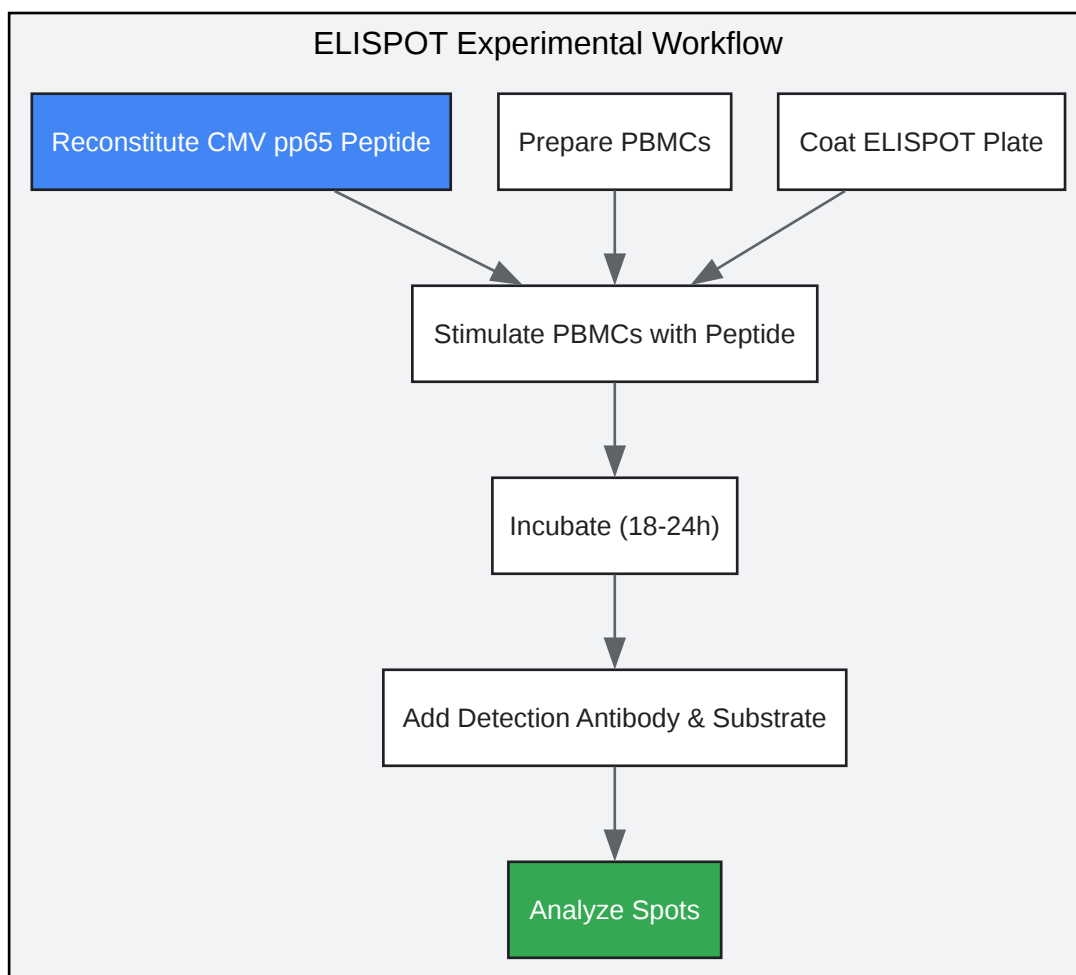 ELISPOT Experimental Workflow
Reconstitute CMV pp65 Peptide
Prepare PBMCs
Coat ELISPOT Plate
Stimulate PBMCs with Peptide
Incubate (18-24h)
Add Detection Antibody & Substrate
Analyze Spots